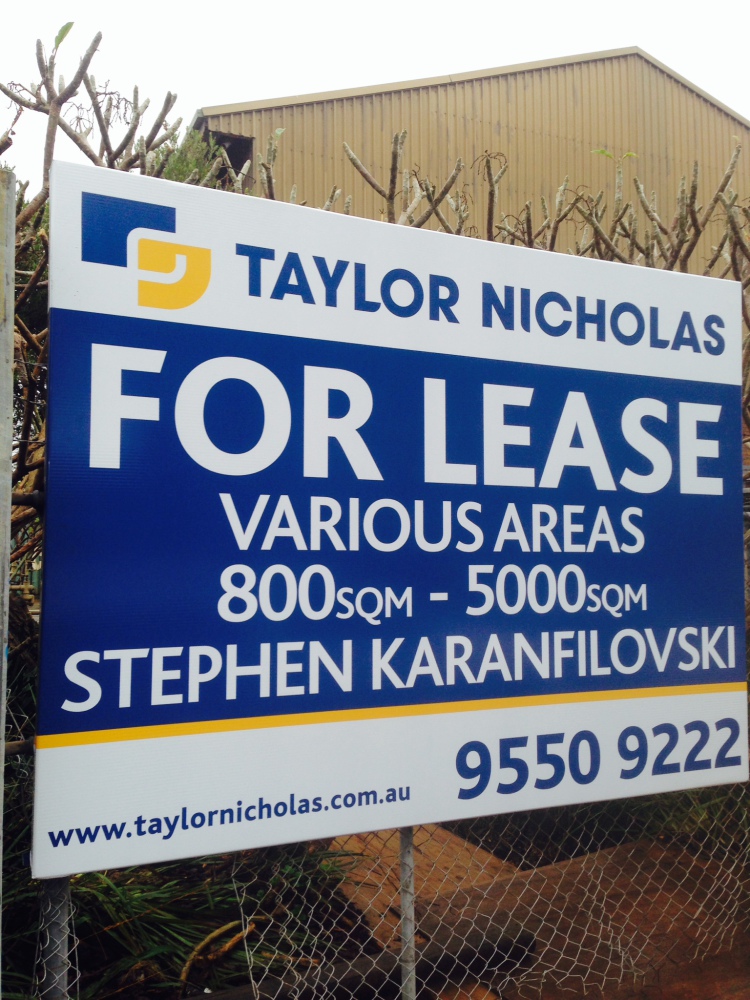 TAYLOR NICHOLAS
FOR LEASE
VARIOUS AREAS
800SQM - 5000SQM
STEPHEN KARANFILOVSKI
9550 9222
www.taylornicholas.com.au